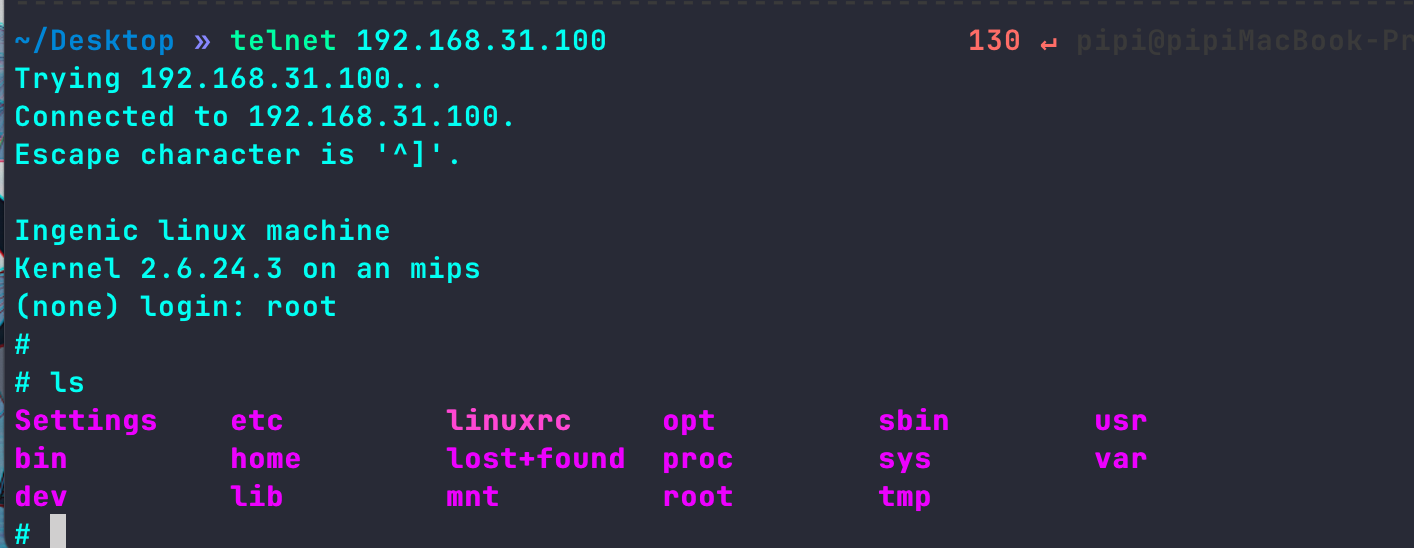 ~/Desktop » telnet 192.168.31.100 130 ↵ pipi@pipiMacBook-Pr
Trying 192.168.31.100...
Connected to 192.168.31.100.
Escape character is '^]'.
Ingenic linux machine
Kernel 2.6.24.3 on an mips
(none) login: root
#
# ls
Settings etc linuxrc opt sbin usr
bin home lost+found proc sys var
dev lib mnt root tmp
#